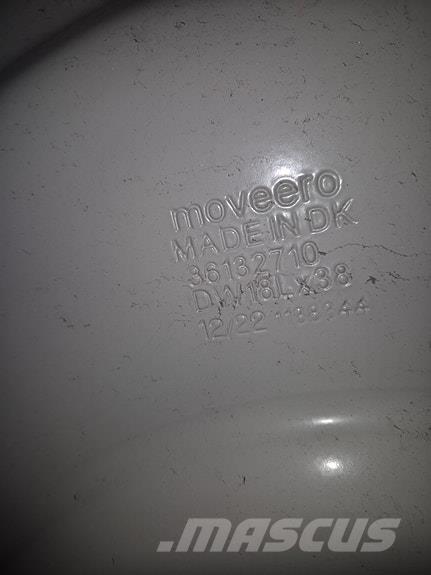 moveero
MADE IN DK
36132710
DW18LX38
12/22
MASCUS